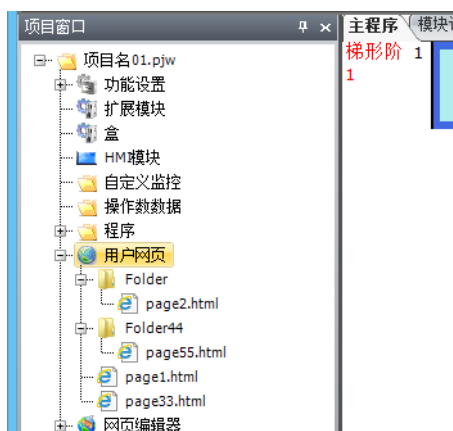 项目窗口
主程序
模块
梯形阶 1
1
项目名01.pjw
功能设置
扩展模块
盒
HMI模块
自定义监控
操作数数据
程序
用户网页
Folder
page2.html
Folder44
page55.html
page1.html
page33.html
网页编辑器